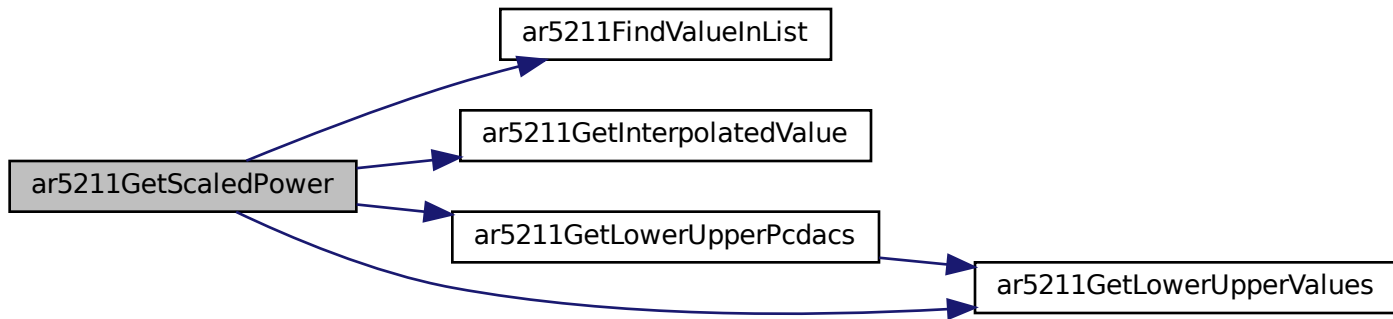 ar5211FindValueInList
ar5211GetInterpolatedValue
ar5211GetScaledPower
ar5211GetLowerUpperPcdacs
ar5211GetLowerUpperValues